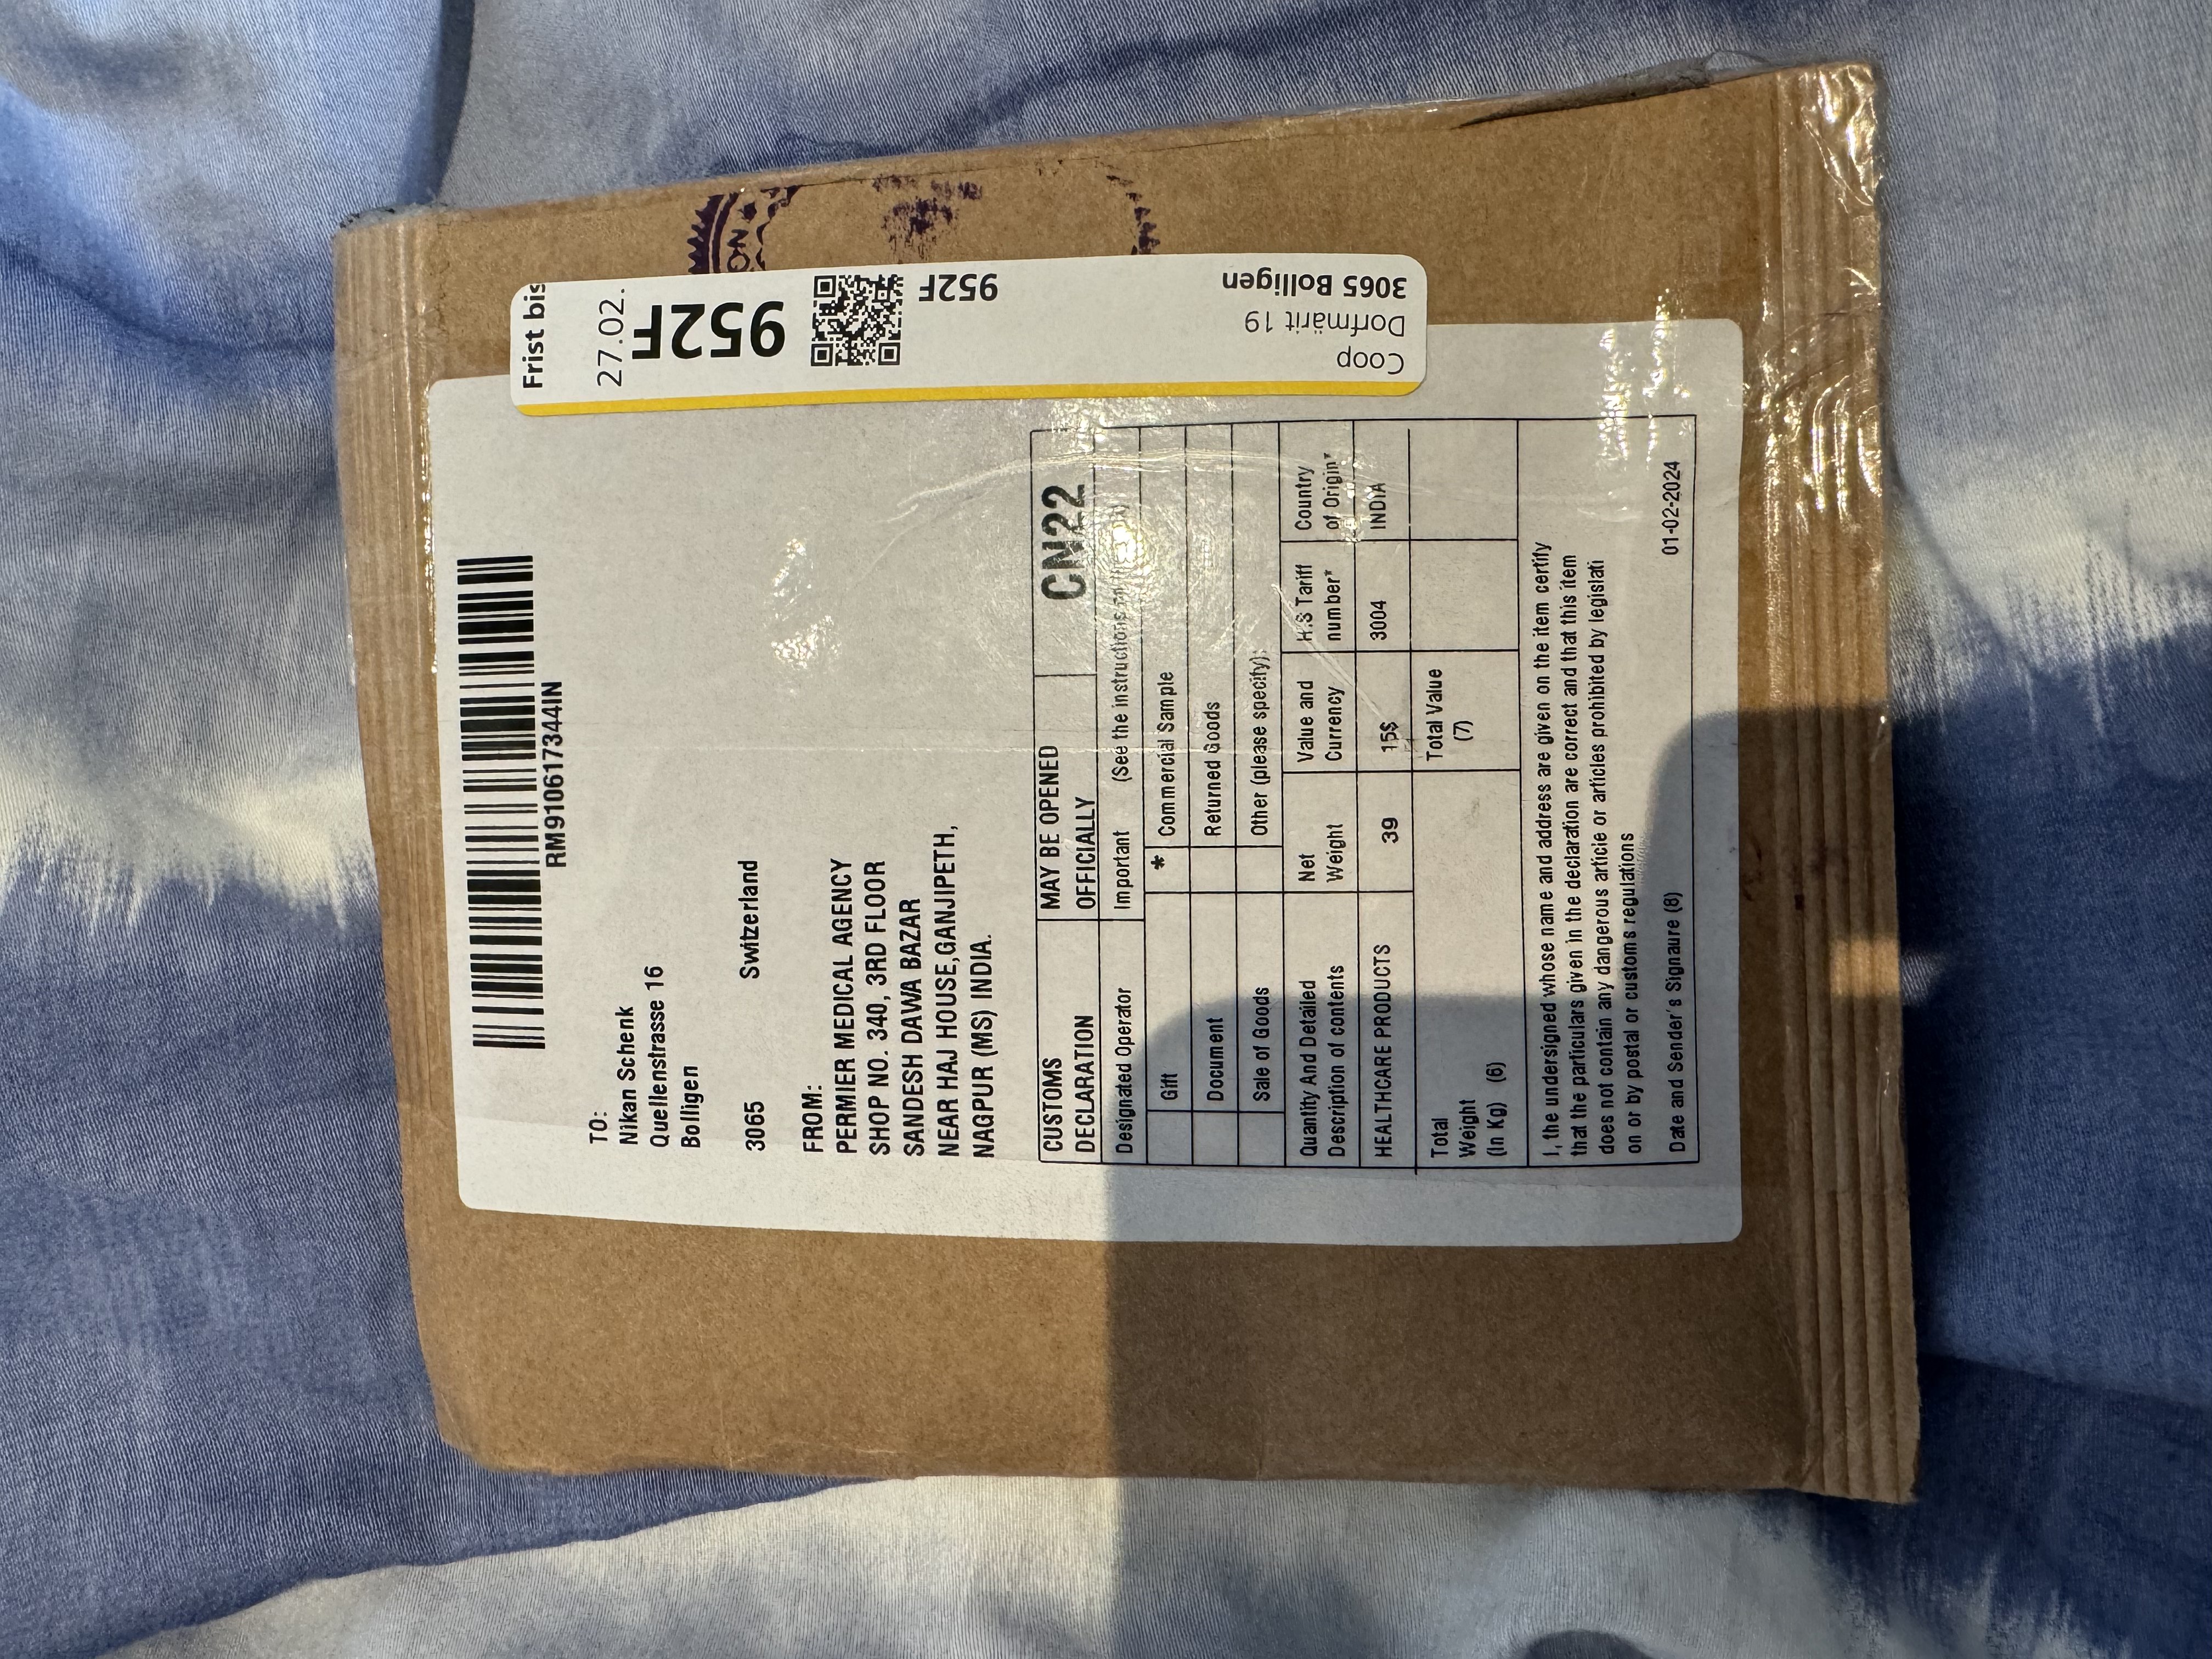 RM910617344IN
TO:
Nikan Schenk
Quellenstrasse 16
Bolligen
3065 Switzerland
FROM:
PERMIER MEDICAL AGENCY
SHOP NO. 340, 3RD FLOOR
SANDESH DAWA BAZAR
NEAR HAJ HOUSE,GANJIPETH,
NAGPUR (MS) INDIA.
CUSTOMS DECLARATION
MAY BE OPENED OFFICIALLY
CN22
Designated Operator
Important
(See the instructions
Gift
* Commercial Sample
Document
Returned Goods
Sale of Goods
Other (please specify):
Quantity And Detailed Description of contents
Net Weight
Value and Currency
H.S Tariff number*
Country of Origin*
HEALTHCARE PRODUCTS
39
15$
3004
INDIA
Total Weight (In Kg) (6)
Total Value (7)
I, the undersigned whose name and address are given on the item certify
that the particulars given in the declaration are correct and that this item
does not contain any dangerous article or articles prohibited by legislati
on or by postal or customs regulations
Date and Sender's Signaure (8)
01-02-2024
Frist bis
27.02.
952F
952F
Coop
Dorfmärit 19
3065 Bolligen